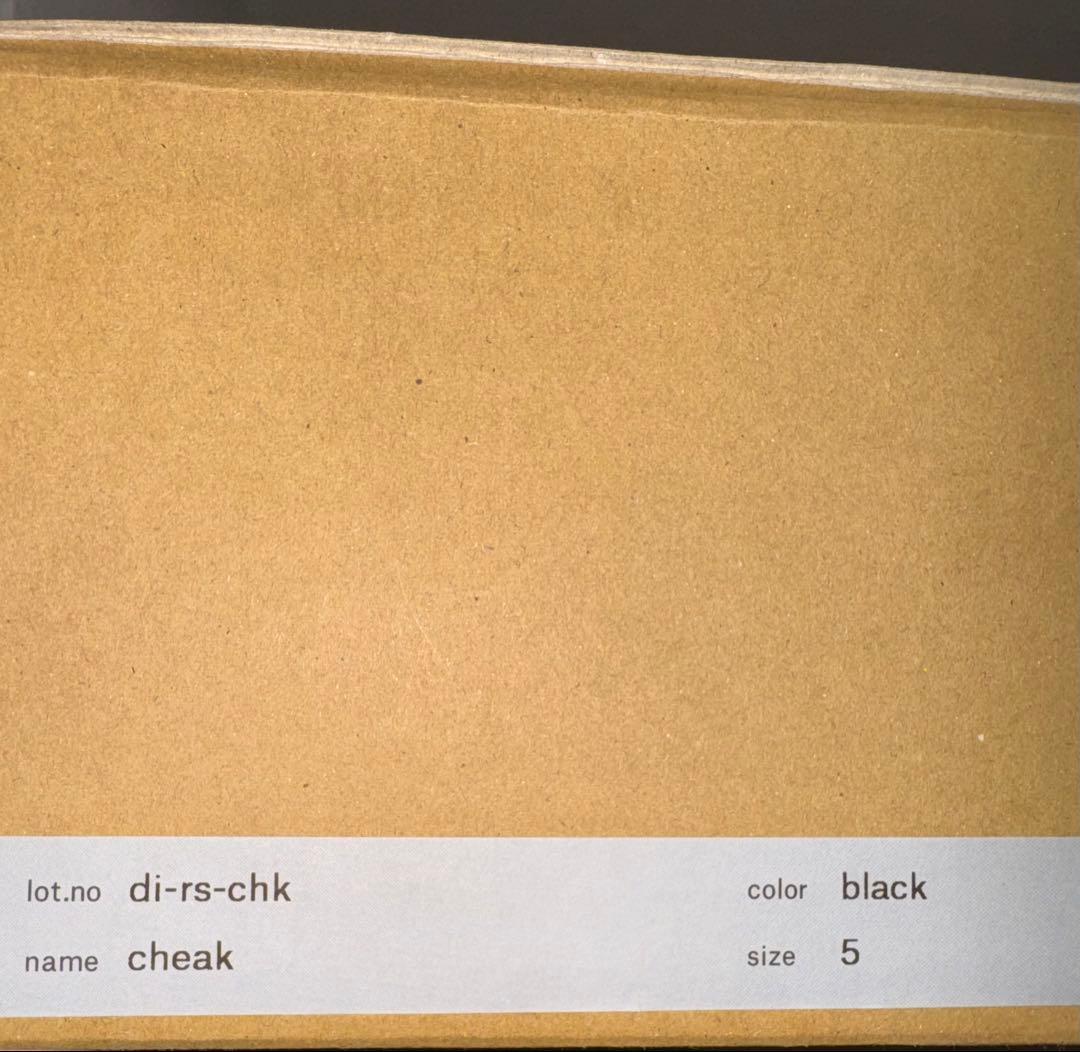 lot.no di-rs-chk color black
name cheak size 5